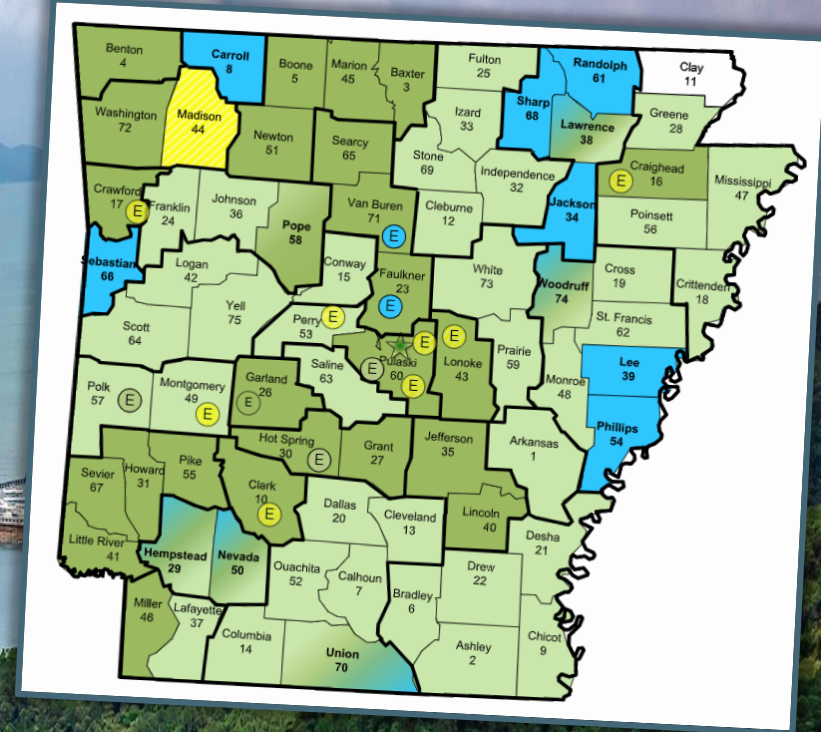 Benton
4
Carroll
8
Boone
5
Marion
45
Baxter
3
Fulton
25
Randolph
61
Clay
11
Washington
72
Madison
44
Newton
51
Searcy
65
Izard
33
Sharp
68
Lawrence
38
Greene
28
Stone
69
Independence
32
Craighead
16
E
Mississippi
47
Crawford
17
E
Franklin
24
Johnson
36
Pope
58
Van Buren
71
E
Cleburne
12
Jackson
34
Poinsett
56
Sebastian
66
Logan
42
Conway
15
Faulkner
23
E
White
73
Woodruff
74
Cross
19
Crittenden
18
Scott
64
Yell
75
Perry
53
E
St. Francis
62
Saline
63
Pulaski
60
E
E
E
Lonoke
43
E
Prairie
59
Monroe
48
Lee
39
Polk
57
E
Montgomery
49
E
Garland
26
E
Phillips
54
Hot Spring
30
E
Grant
27
Jefferson
35
Arkansas
1
Sevier
67
Howard
31
Pike
55
Clark
10
E
Dallas
20
Cleveland
13
Lincoln
40
Desha
21
Little River
41
Hempstead
29
Nevada
50
Ouachita
52
Calhoun
7
Bradley
6
Drew
22
Miller
46
Lafayette
37
Columbia
14
Union
70
Ashley
2
Chicot
9